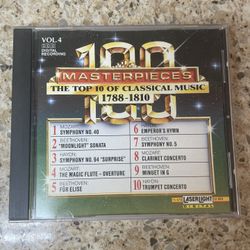 VOL. 4
DDD
DIGITAL
RECORDING
100
MASTERPIECES
THE TOP 10 OF CLASSICAL MUSIC
1788-1810
1 MOZART:
SYMPHONY NO. 40
2 BEETHOVEN:
"MOONLIGHT" SONATA
3 HAYDN:
SYMPHONY NO. 94 "SURPRISE"
4 MOZART:
THE MAGIC FLUTE - OVERTURE
5 BEETHOVEN:
FÜR ELISE
6 HAYDN:
EMPEROR'S HYMN
7 BEETHOVEN:
SYMPHONY NO. 5
8 MOZART:
CLARINET CONCERTO
9 BEETHOVEN:
MINUET IN G
10 HAYDN:
TRUMPET CONCERTO
LASERLIGHT